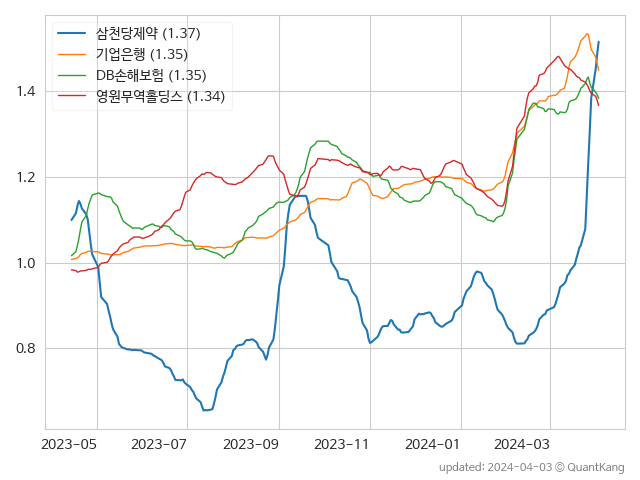 삼천당제약 (1.37)
기업은행 (1.35)
DB손해보험 (1.35)
영원무역홀딩스 (1.34)
1.4
1.2
1.0
0.8
2023-05 2023-07 2023-09 2023-11 2024-01 2024-03
updated: 2024-04-03 © QuantKang